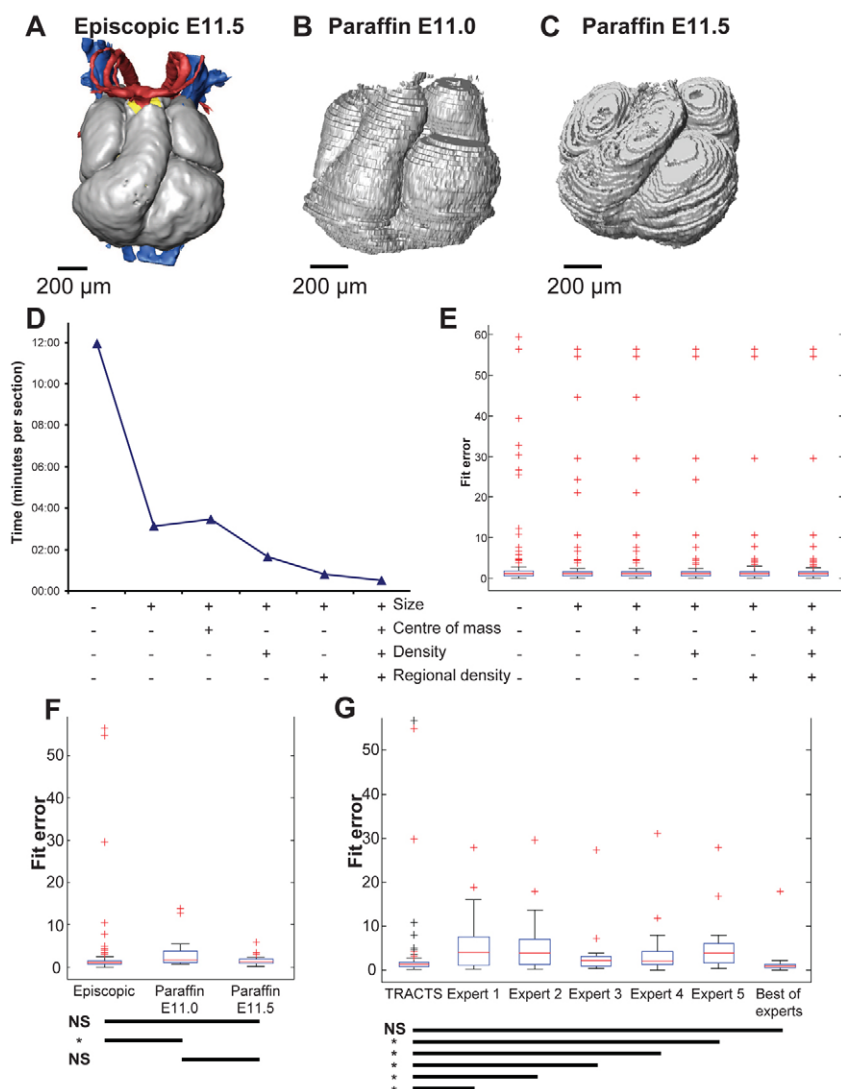 A Episcopic E11.5 B Paraffin E11.0 C Paraffin E11.5
200 µm 200 µm 200 µm
D
Time (minutes per section)
12:00
10:00
08:00
06:00
04:00
02:00
00:00
- + + + + + Size
- - + - - + Centre of mass
- - - + - + Density
- - - - + + Regional density
E
Fit error
60
50
40
30
20
10
0
- + + + + +
- - + - - +
- - - + - +
- - - - + +
F
Fit error
50
40
30
20
10
0
Episcopic Paraffin E11.0 Paraffin E11.5
NS
*
NS
G
Fit error
50
40
30
20
10
0
TRACTS Expert 1 Expert 2 Expert 3 Expert 4 Expert 5 Best of experts
NS
*
*
*
*
*